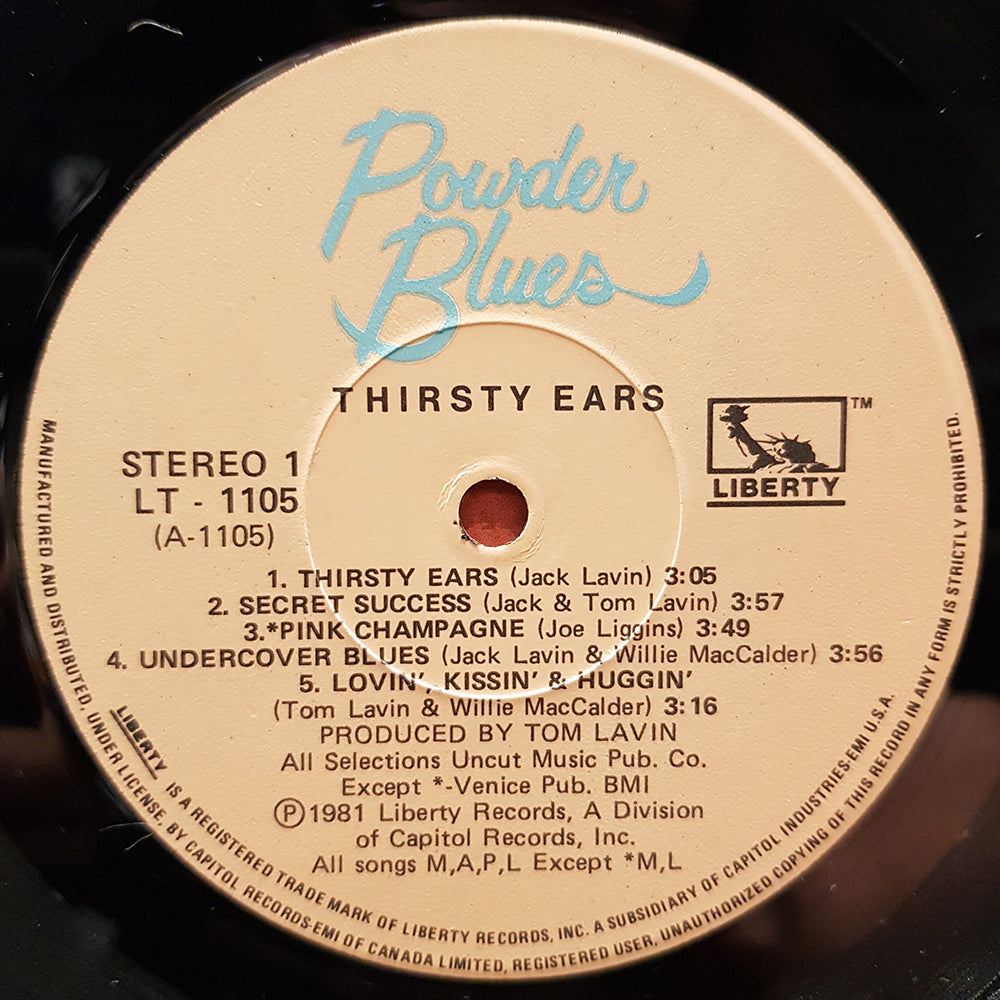 Powder
Blues
THIRSTY EARS
STEREO 1
LT - 1105
(A-1105)
TM
LIBERTY
1. THIRSTY EARS (Jack Lavin) 3:05
2. SECRET SUCCESS (Jack & Tom Lavin) 3:57
3.*PINK CHAMPAGNE (Joe Liggins) 3:49
4. UNDERCOVER BLUES (Jack Lavin & Willie MacCalder) 3:56
5. LOVIN', KISSIN' & HUGGIN'
(Tom Lavin & Willie MacCalder) 3:16
PRODUCED BY TOM LAVIN
All Selections Uncut Music Pub. Co.
Except *-Venice Pub. BMI
Ⓟ1981 Liberty Records, A Division
of Capitol Records, Inc.
All songs M,A,P,L Except *M,L
LIBERTY IS A REGISTERED TRADE MARK OF LIBERTY RECORDS, INC. A SUBSIDIARY OF CAPITOL INDUSTRIES-EMI U.S.A.
MANUFACTURED AND DISTRIBUTED, UNDER LICENSE, BY CAPITOL RECORDS-EMI OF CANADA LIMITED, REGISTERED USER, UNAUTHORIZED COPYING OF THIS RECORD IN ANY FORM IS STRICTLY PROHIBITED.